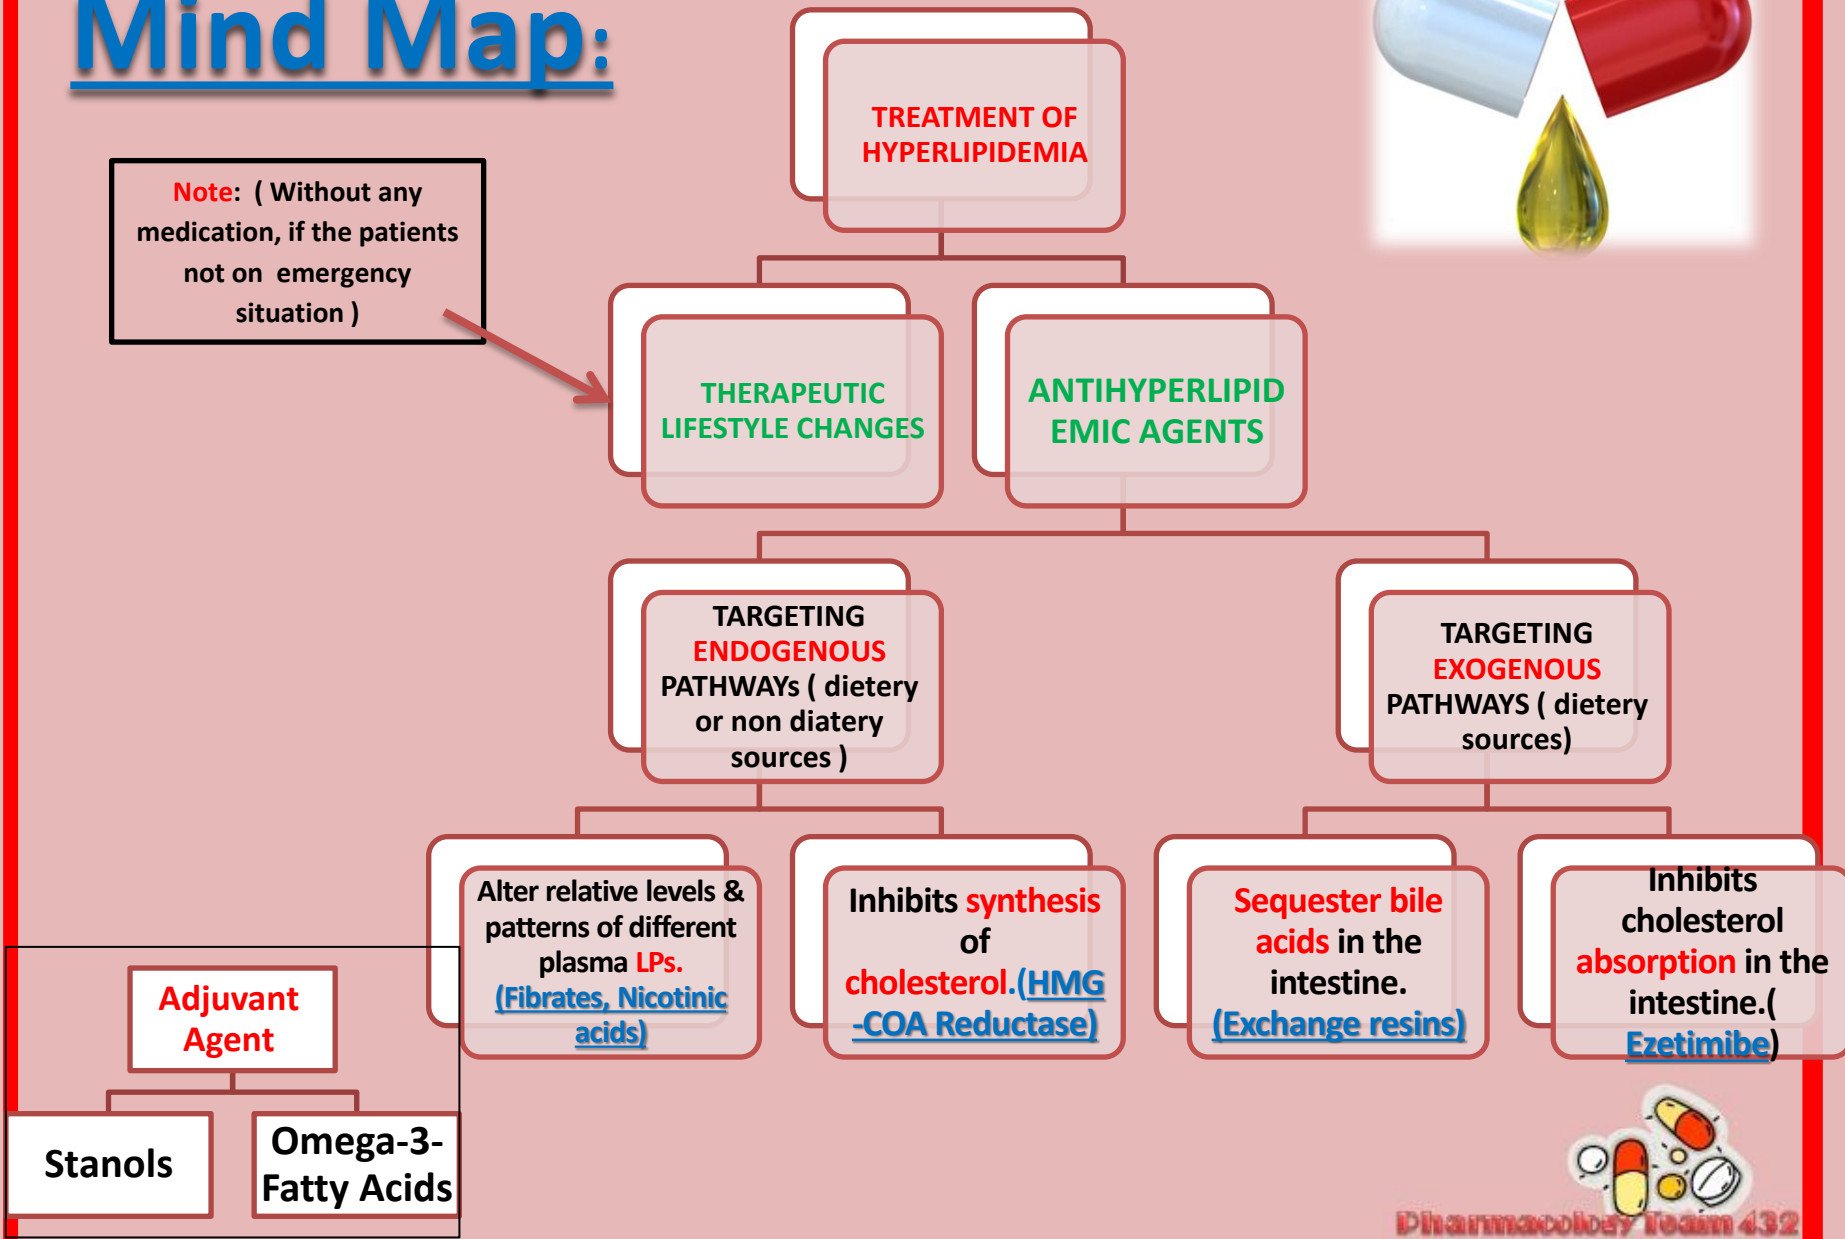 Mind Map:
TREATMENT OF
HYPERLIPIDEMIA
Note: ( Without any
medication, if the patients
not on emergency
situation )
THERAPEUTIC
LIFESTYLE CHANGES
ANTIHYPERLIPID
EMIC AGENTS
TARGETING
ENDOGENOUS
PATHWAYs ( dietery
or non diatery
sources )
TARGETING
EXOGENOUS
PATHWAYS ( dietery
sources)
Alter relative levels &
patterns of different
plasma LPs.
(Fibrates, Nicotinic
acids)
Inhibits synthesis
of
cholesterol.(HMG
-COA Reductase)
Sequester bile
acids in the
intestine.
(Exchange resins)
Inhibits
cholesterol
absorption in the
intestine.(
Ezetimibe)
Adjuvant
Agent
Stanols
Omega-3-
Fatty Acids
Pharmacology Team 432